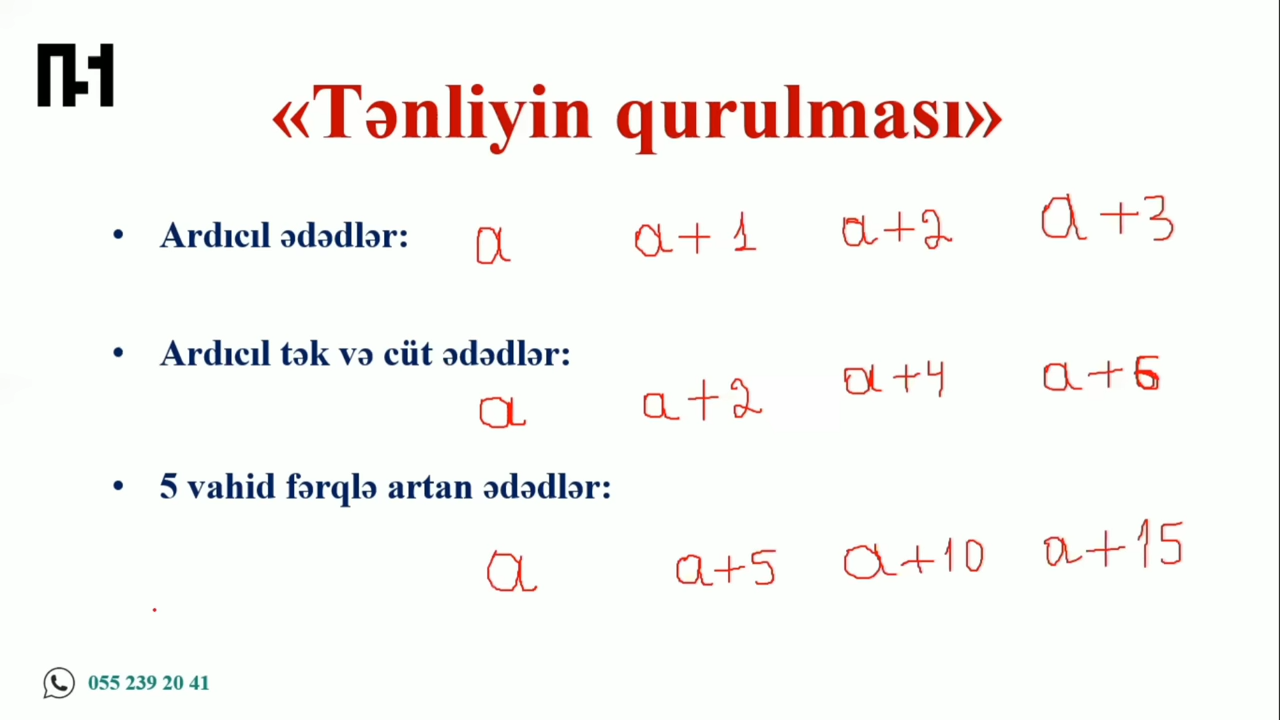 «Tənliyin qurulması»
• Ardıcıl ədədlər: a a+1 a+2 a+3
• Ardıcıl tək və cüt ədədlər:
a a+2 a+4 a+6
• 5 vahid fərqlə artan ədədlər:
a a+5 a+10 a+15
055 239 20 41